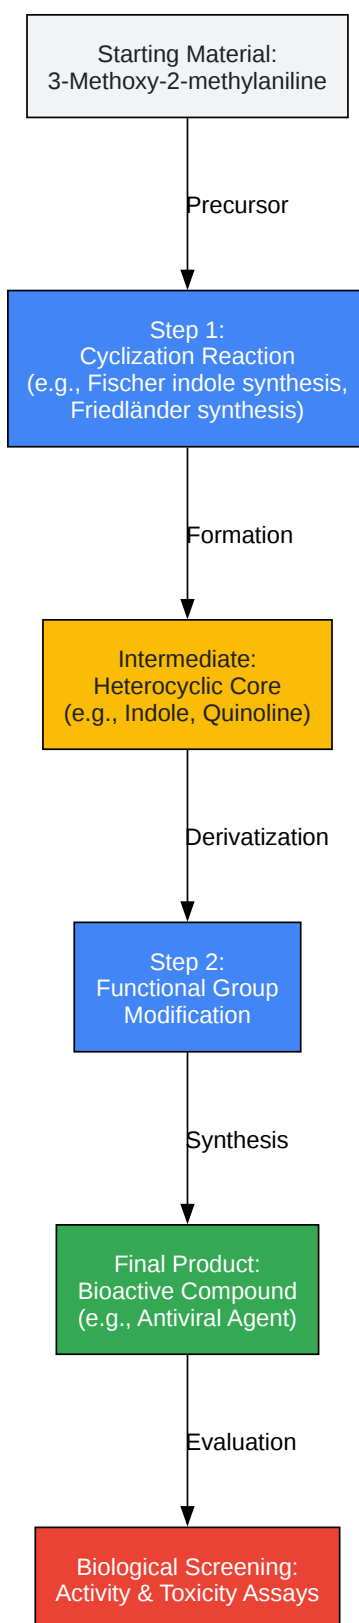 Starting Material:
3-Methoxy-2-methylaniline
Precursor
Step 1:
Cyclization Reaction
(e.g., Fischer indole synthesis,
Friedländer synthesis)
Formation
Intermediate:
Heterocyclic Core
(e.g., Indole, Quinoline)
Derivatization
Step 2:
Functional Group
Modification
Synthesis
Final Product:
Bioactive Compound
(e.g., Antiviral Agent)
Evaluation
Biological Screening:
Activity & Toxicity Assays